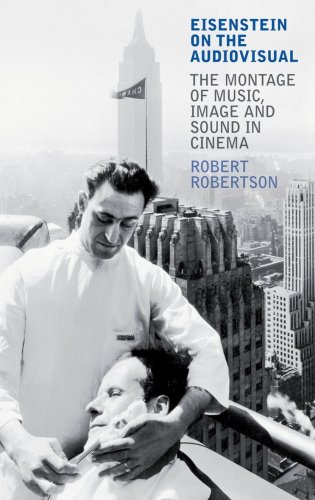 EISENSTEIN
ON THE
AUDIOVISUAL
THE MONTAGE
OF MUSIC,
IMAGE AND
SOUND IN
CINEMA
ROBERT
ROBERTSON